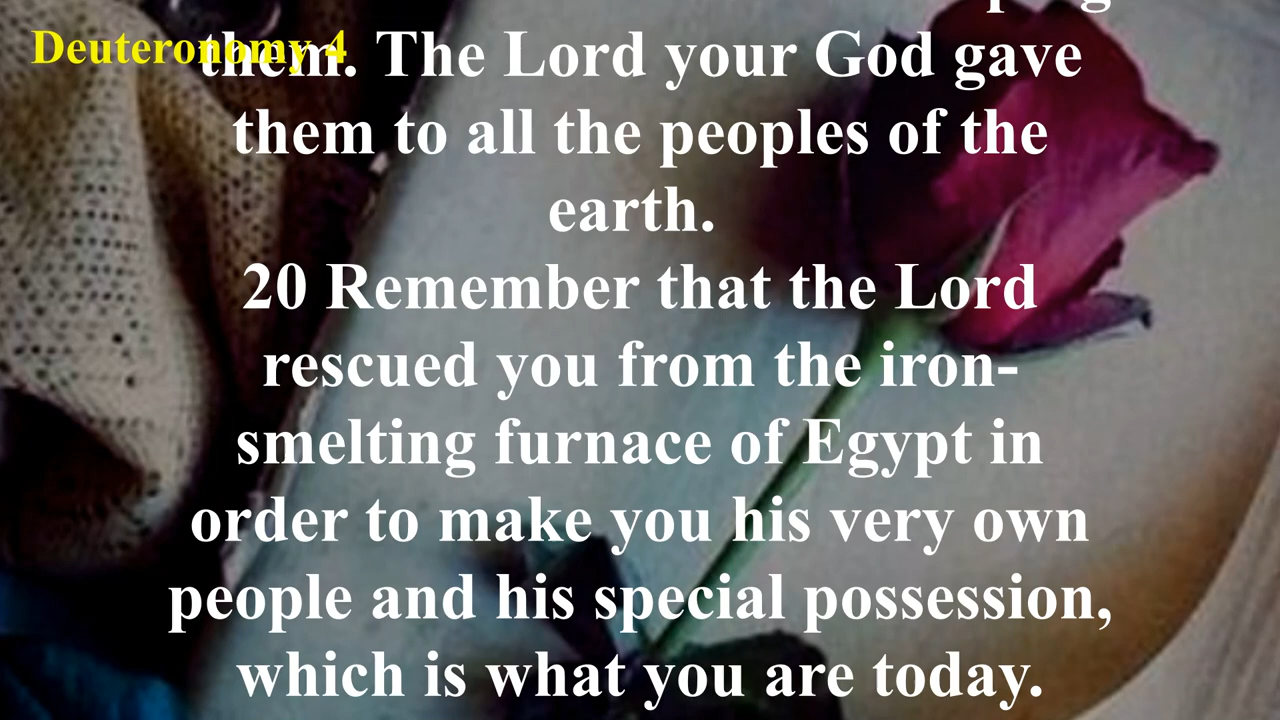 Deuteronomy 4
them. The Lord your God gave
them to all the peoples of the
earth.
20 Remember that the Lord
rescued you from the iron-
smelting furnace of Egypt in
order to make you his very own
people and his special possession,
which is what you are today.